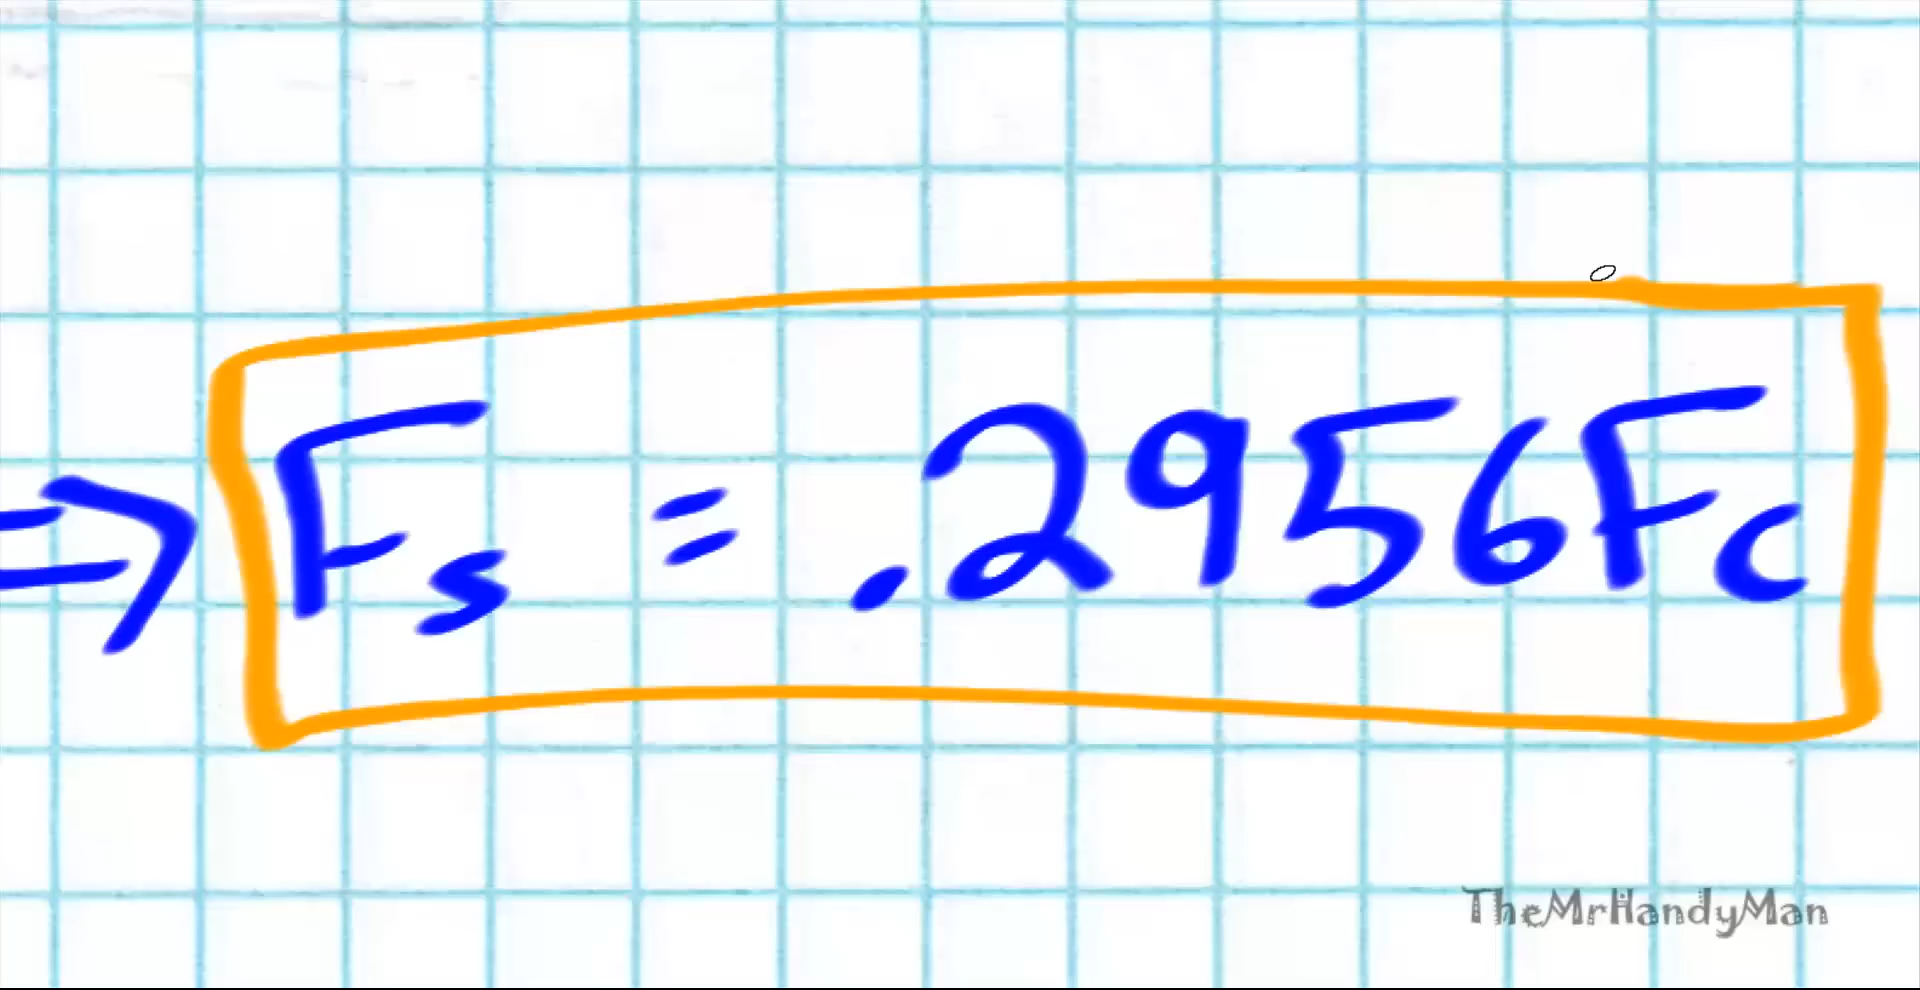 ⇒ Fs = .2956Fc
TheMrHandyMan